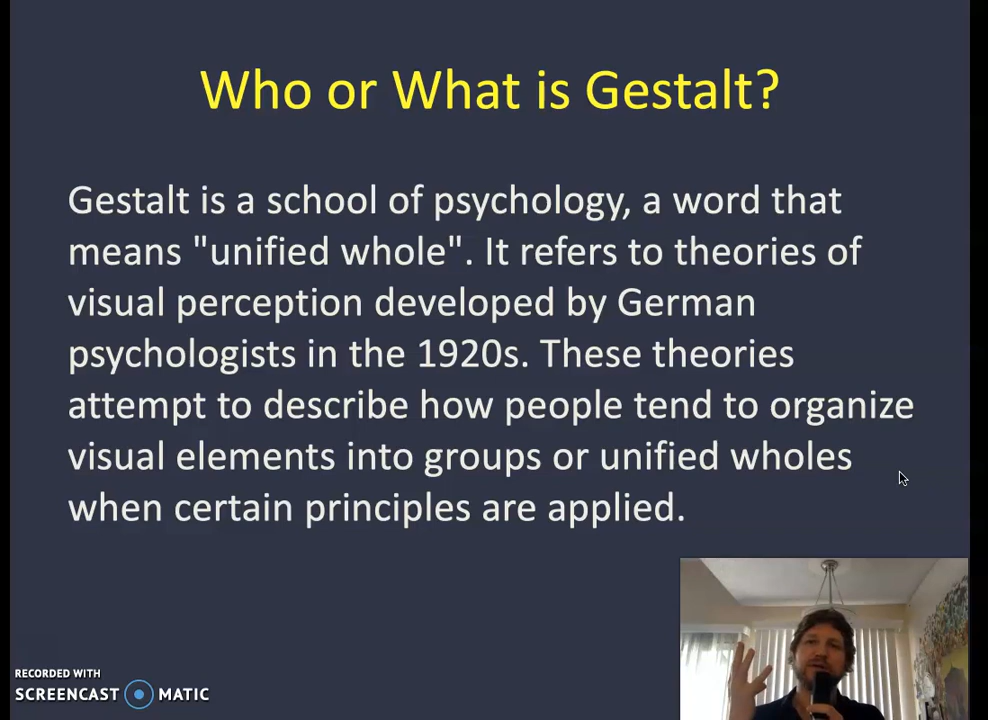 Who or What is Gestalt?
Gestalt is a school of psychology, a word that
means "unified whole". It refers to theories of
visual perception developed by German
psychologists in the 1920s. These theories
attempt to describe how people tend to organize
visual elements into groups or unified wholes
when certain principles are applied.
RECORDED WITH
SCREENCAST MATIC